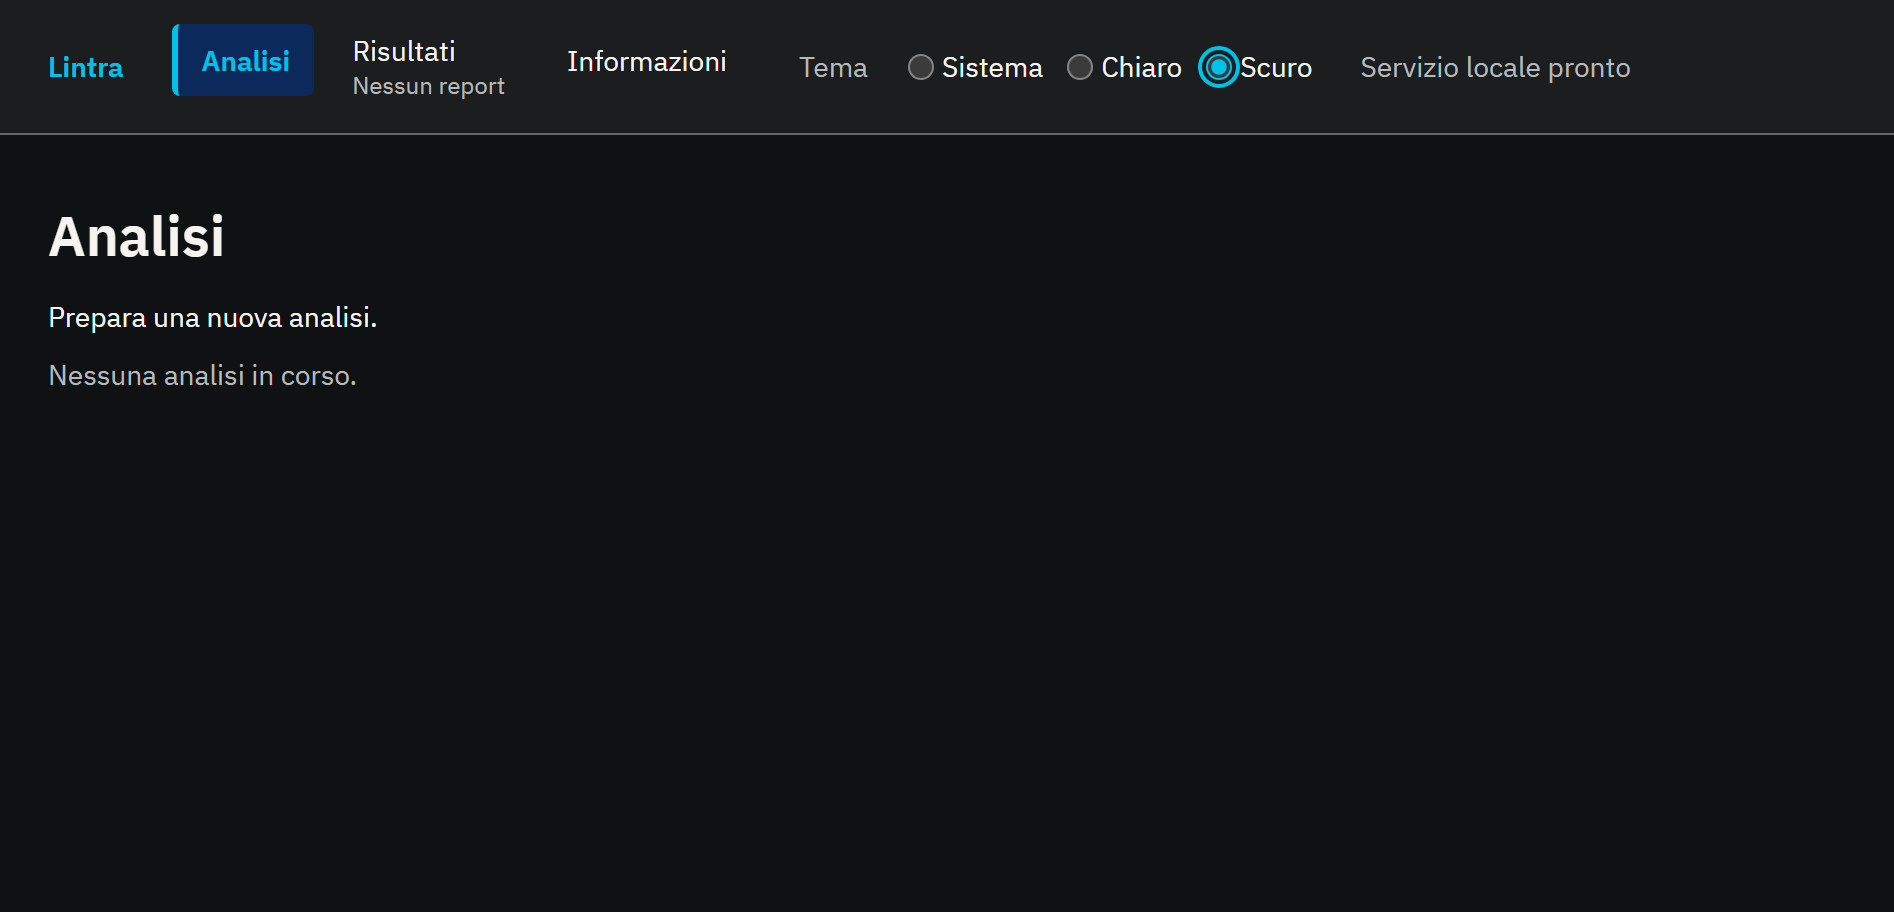 Lintra
Analisi
Risultati
Nessun report
Informazioni
Tema
Sistema
Chiaro
Scuro
Servizio locale pronto
Analisi
Prepara una nuova analisi.
Nessuna analisi in corso.